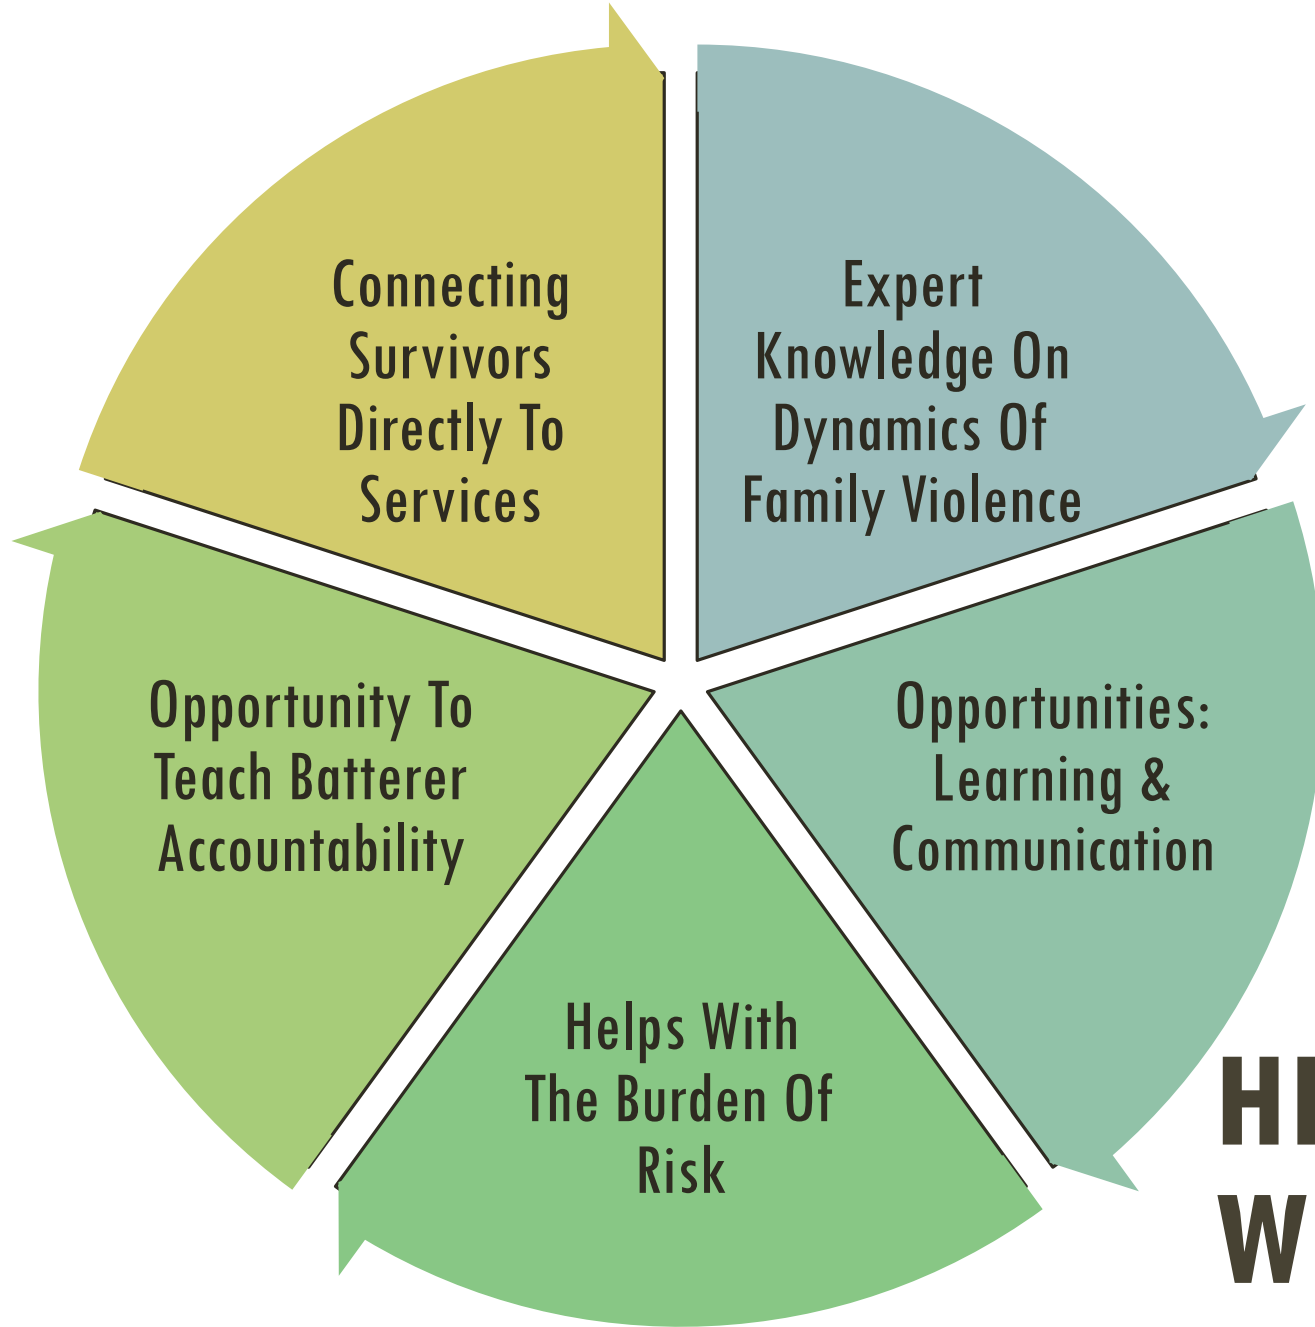 Connecting
Survivors
Directly To
Services
Expert
Knowledge On
Dynamics Of
Family Violence
Opportunity To
Teach Batterer
Accountability
Opportunities:
Learning &
Communication
Helps With
The Burden Of
Risk